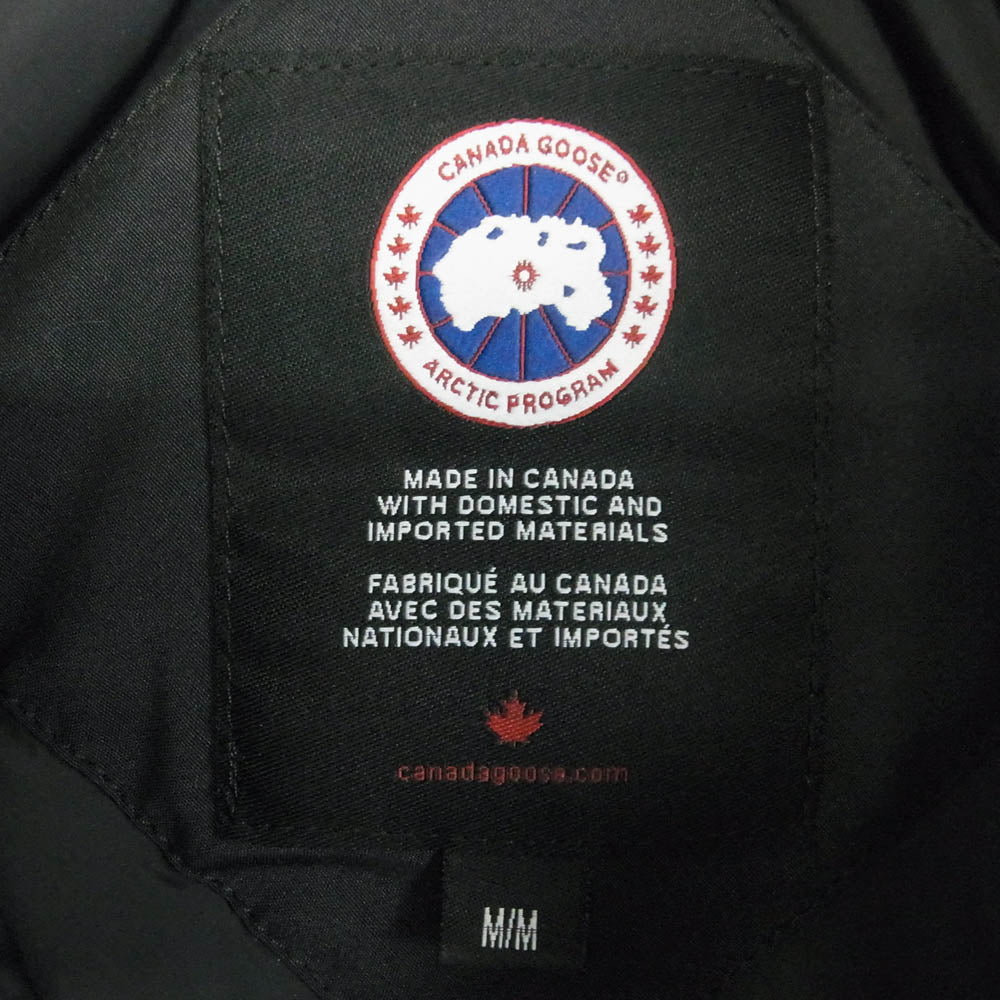 CANADA GOOSE®
ARCTIC PROGRAM
MADE IN CANADA
WITH DOMESTIC AND
IMPORTED MATERIALS
FABRIQUÉ AU CANADA
AVEC DES MATERIAUX
NATIONAUX ET IMPORTÉS
canadagoose.com
M/M